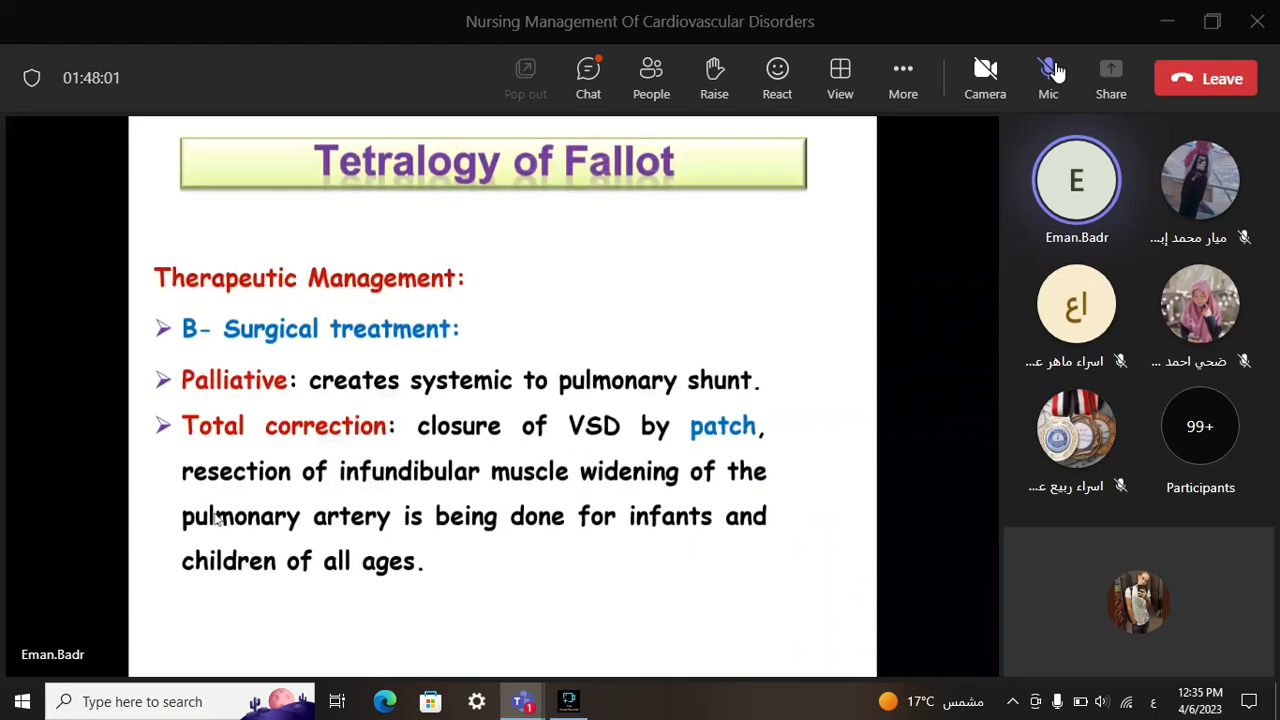 Nursing Management Of Cardiovascular Disorders
01:48:01
Pop out
Chat
People
Raise
React
View
More
Camera
Mic
Share
Leave
Tetralogy of Fallot
Therapeutic Management:
B- Surgical treatment:
Palliative: creates systemic to pulmonary shunt.
Total correction: closure of VSD by patch,
resection of infundibular muscle widening of the
pulmonary artery is being done for infants and
children of all ages.
Eman.Badr
E
Eman.Badr
ميار محمد إب...
اع
اسراء ماهر ع...
ضحي احمد ...
اسراء ربيع ع...
99+
Participants
Type here to search
1
17°C مشمس
ع
12:35 PM
4/6/2023